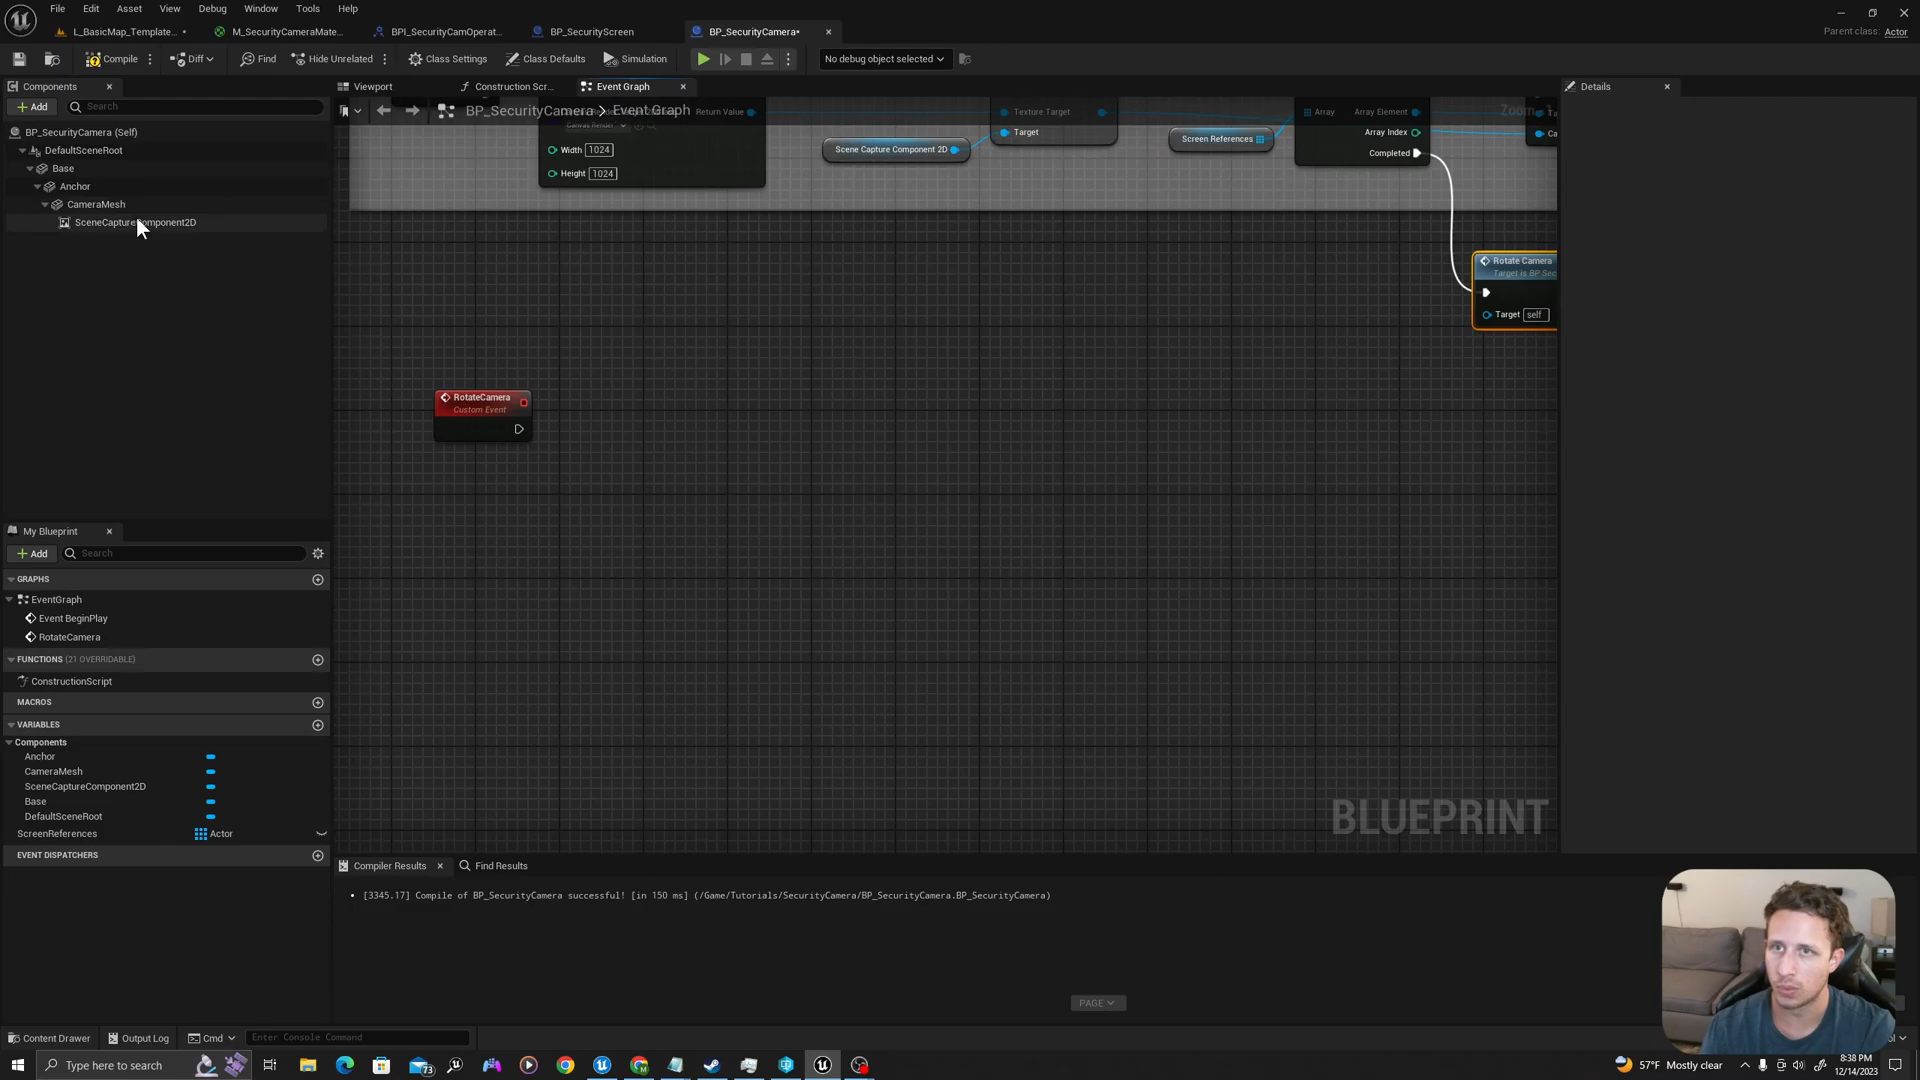 File Edit Asset View Debug Window Tools Help
L_BasicMap_Template... •
M_SecurityCameraMate...
BPI_SecurityCamOperat...
BP_SecurityScreen
BP_SecurityCamera*
Parent class: Actor
Compile
Diff
Find
Hide Unrelated
Class Settings
Class Defaults
Simulation
No debug object selected
Components
Viewport
Construction Scr...
Event Graph
Details
Add
Search
BP_SecurityCamera > Event Graph
BP_SecurityCamera (Self)
DefaultSceneRoot
Base
Anchor
CameraMesh
SceneCaptureComponent2D
Return Value
Canvas Render
Width 1024
Height 1024
Scene Capture Component 2D
Texture Target
Target
Screen References
Array
Array Element
Array Index
Completed
Rotate Camera
Target is BP Sec
Target self
RotateCamera
Custom Event
My Blueprint
Add
Search
GRAPHS
EventGraph
Event BeginPlay
RotateCamera
FUNCTIONS (21 OVERRIDABLE)
ConstructionScript
MACROS
VARIABLES
Components
Anchor
CameraMesh
SceneCaptureComponent2D
Base
DefaultSceneRoot
ScreenReferences Actor
EVENT DISPATCHERS
BLUEPRINT
Compiler Results
Find Results
• [3345.17] Compile of BP_SecurityCamera successful! [in 150 ms] (/Game/Tutorials/SecurityCamera/BP_SecurityCamera.BP_SecurityCamera)
PAGE
Content Drawer
Output Log
Cmd
Enter Console Command
Type here to search
73
57°F Mostly clear
8:38 PM
12/14/2023